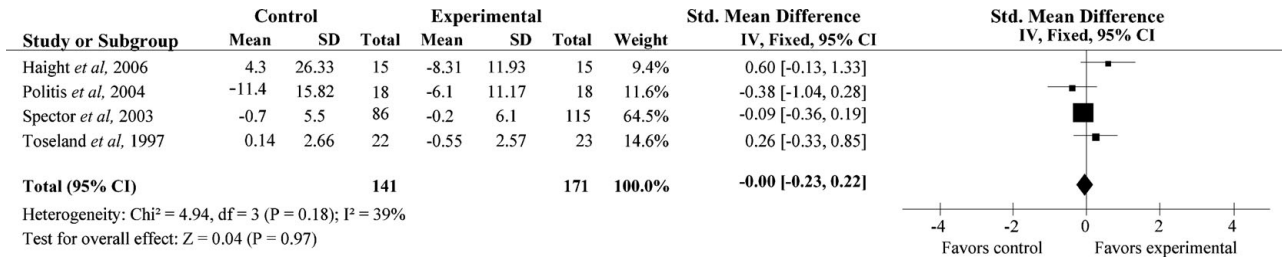 Control Experimental Std. Mean Difference Std. Mean Difference
Study or Subgroup Mean SD Total Mean SD Total Weight IV, Fixed, 95% CI IV, Fixed, 95% CI
Haight et al, 2006 4.3 26.33 15 -8.31 11.93 15 9.4% 0.60 [-0.13, 1.33]
Politis et al, 2004 -11.4 15.82 18 -6.1 11.17 18 11.6% -0.38 [-1.04, 0.28]
Spector et al, 2003 -0.7 5.5 86 -0.2 6.1 115 64.5% -0.09 [-0.36, 0.19]
Toseland et al, 1997 0.14 2.66 22 -0.55 2.57 23 14.6% 0.26 [-0.33, 0.85]
Total (95% CI) 141 171 100.0% -0.00 [-0.23, 0.22]
Heterogeneity: Chi² = 4.94, df = 3 (P = 0.18); I² = 39%
Test for overall effect: Z = 0.04 (P = 0.97)
-4 -2 0 2 4
Favors control Favors experimental